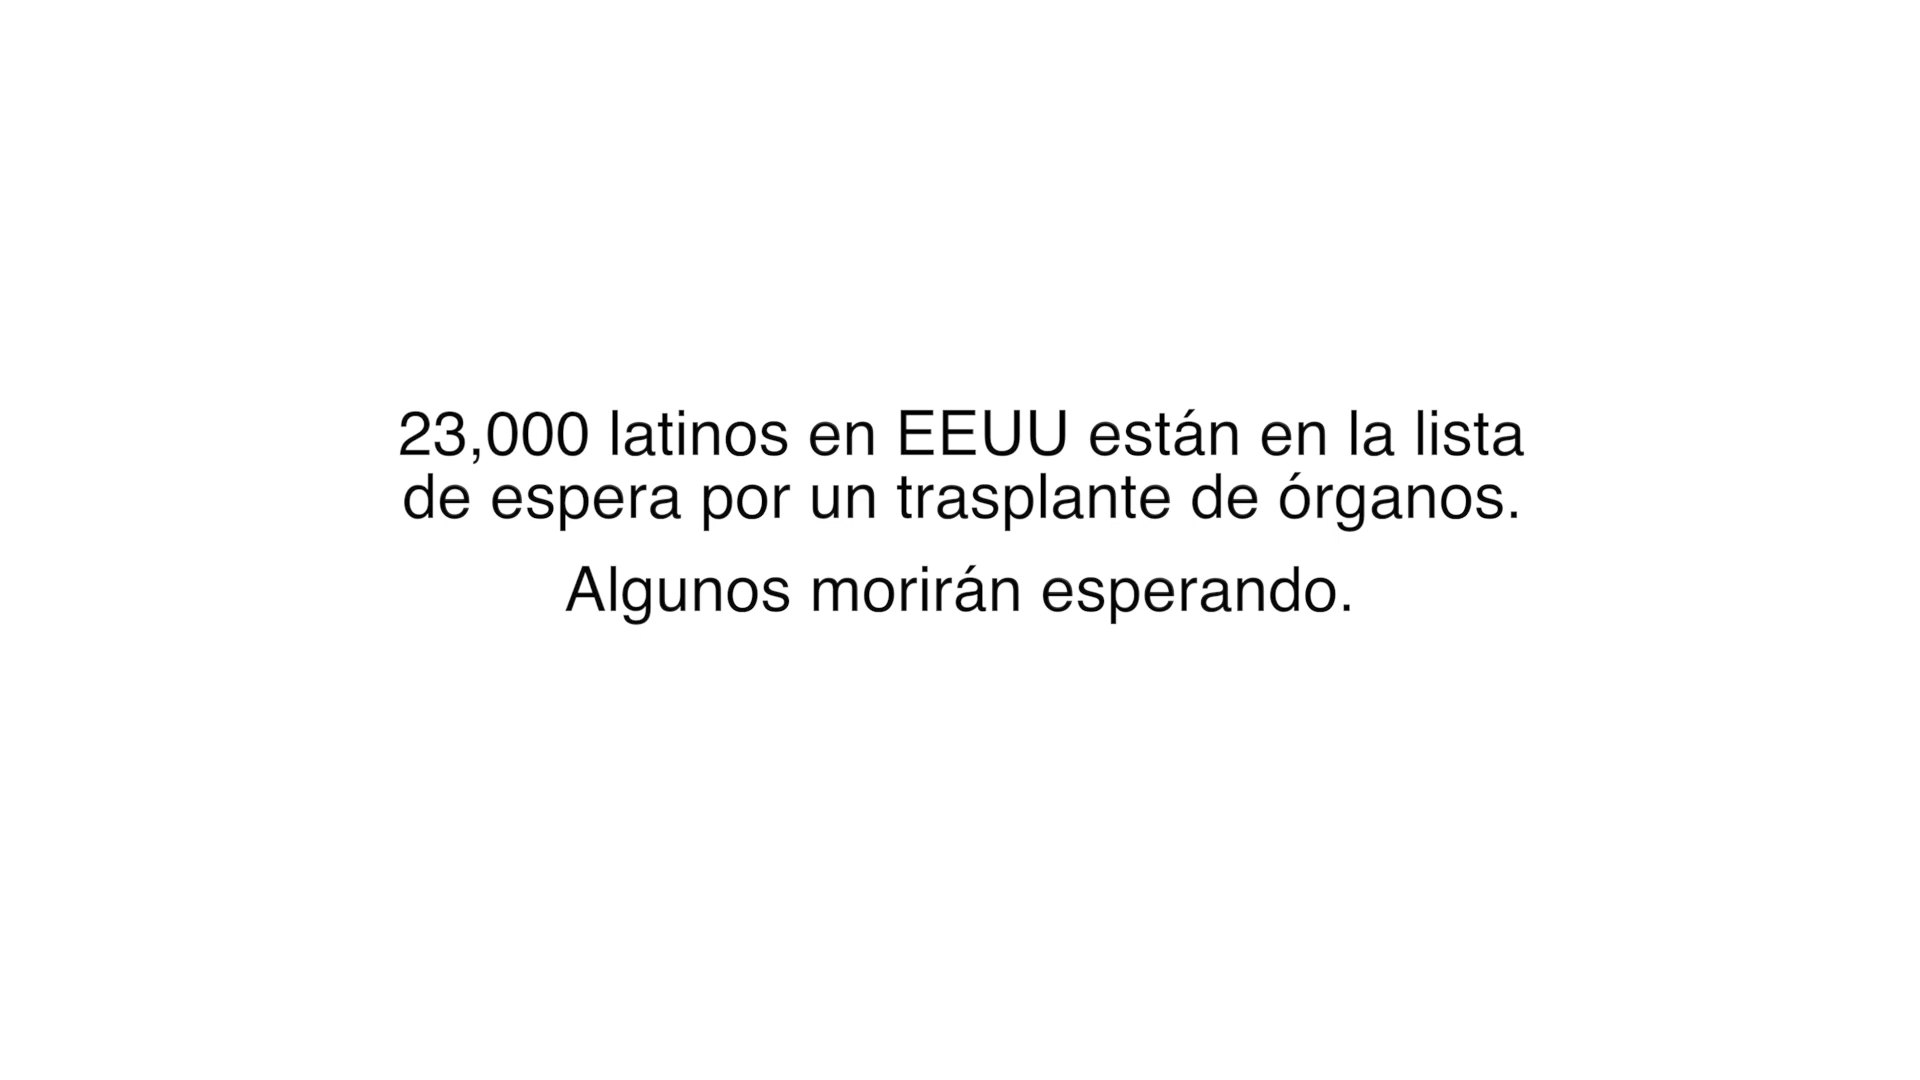 23,000 latinos en EEUU están en la lista
de espera por un trasplante de órganos.
Algunos morirán esperando.